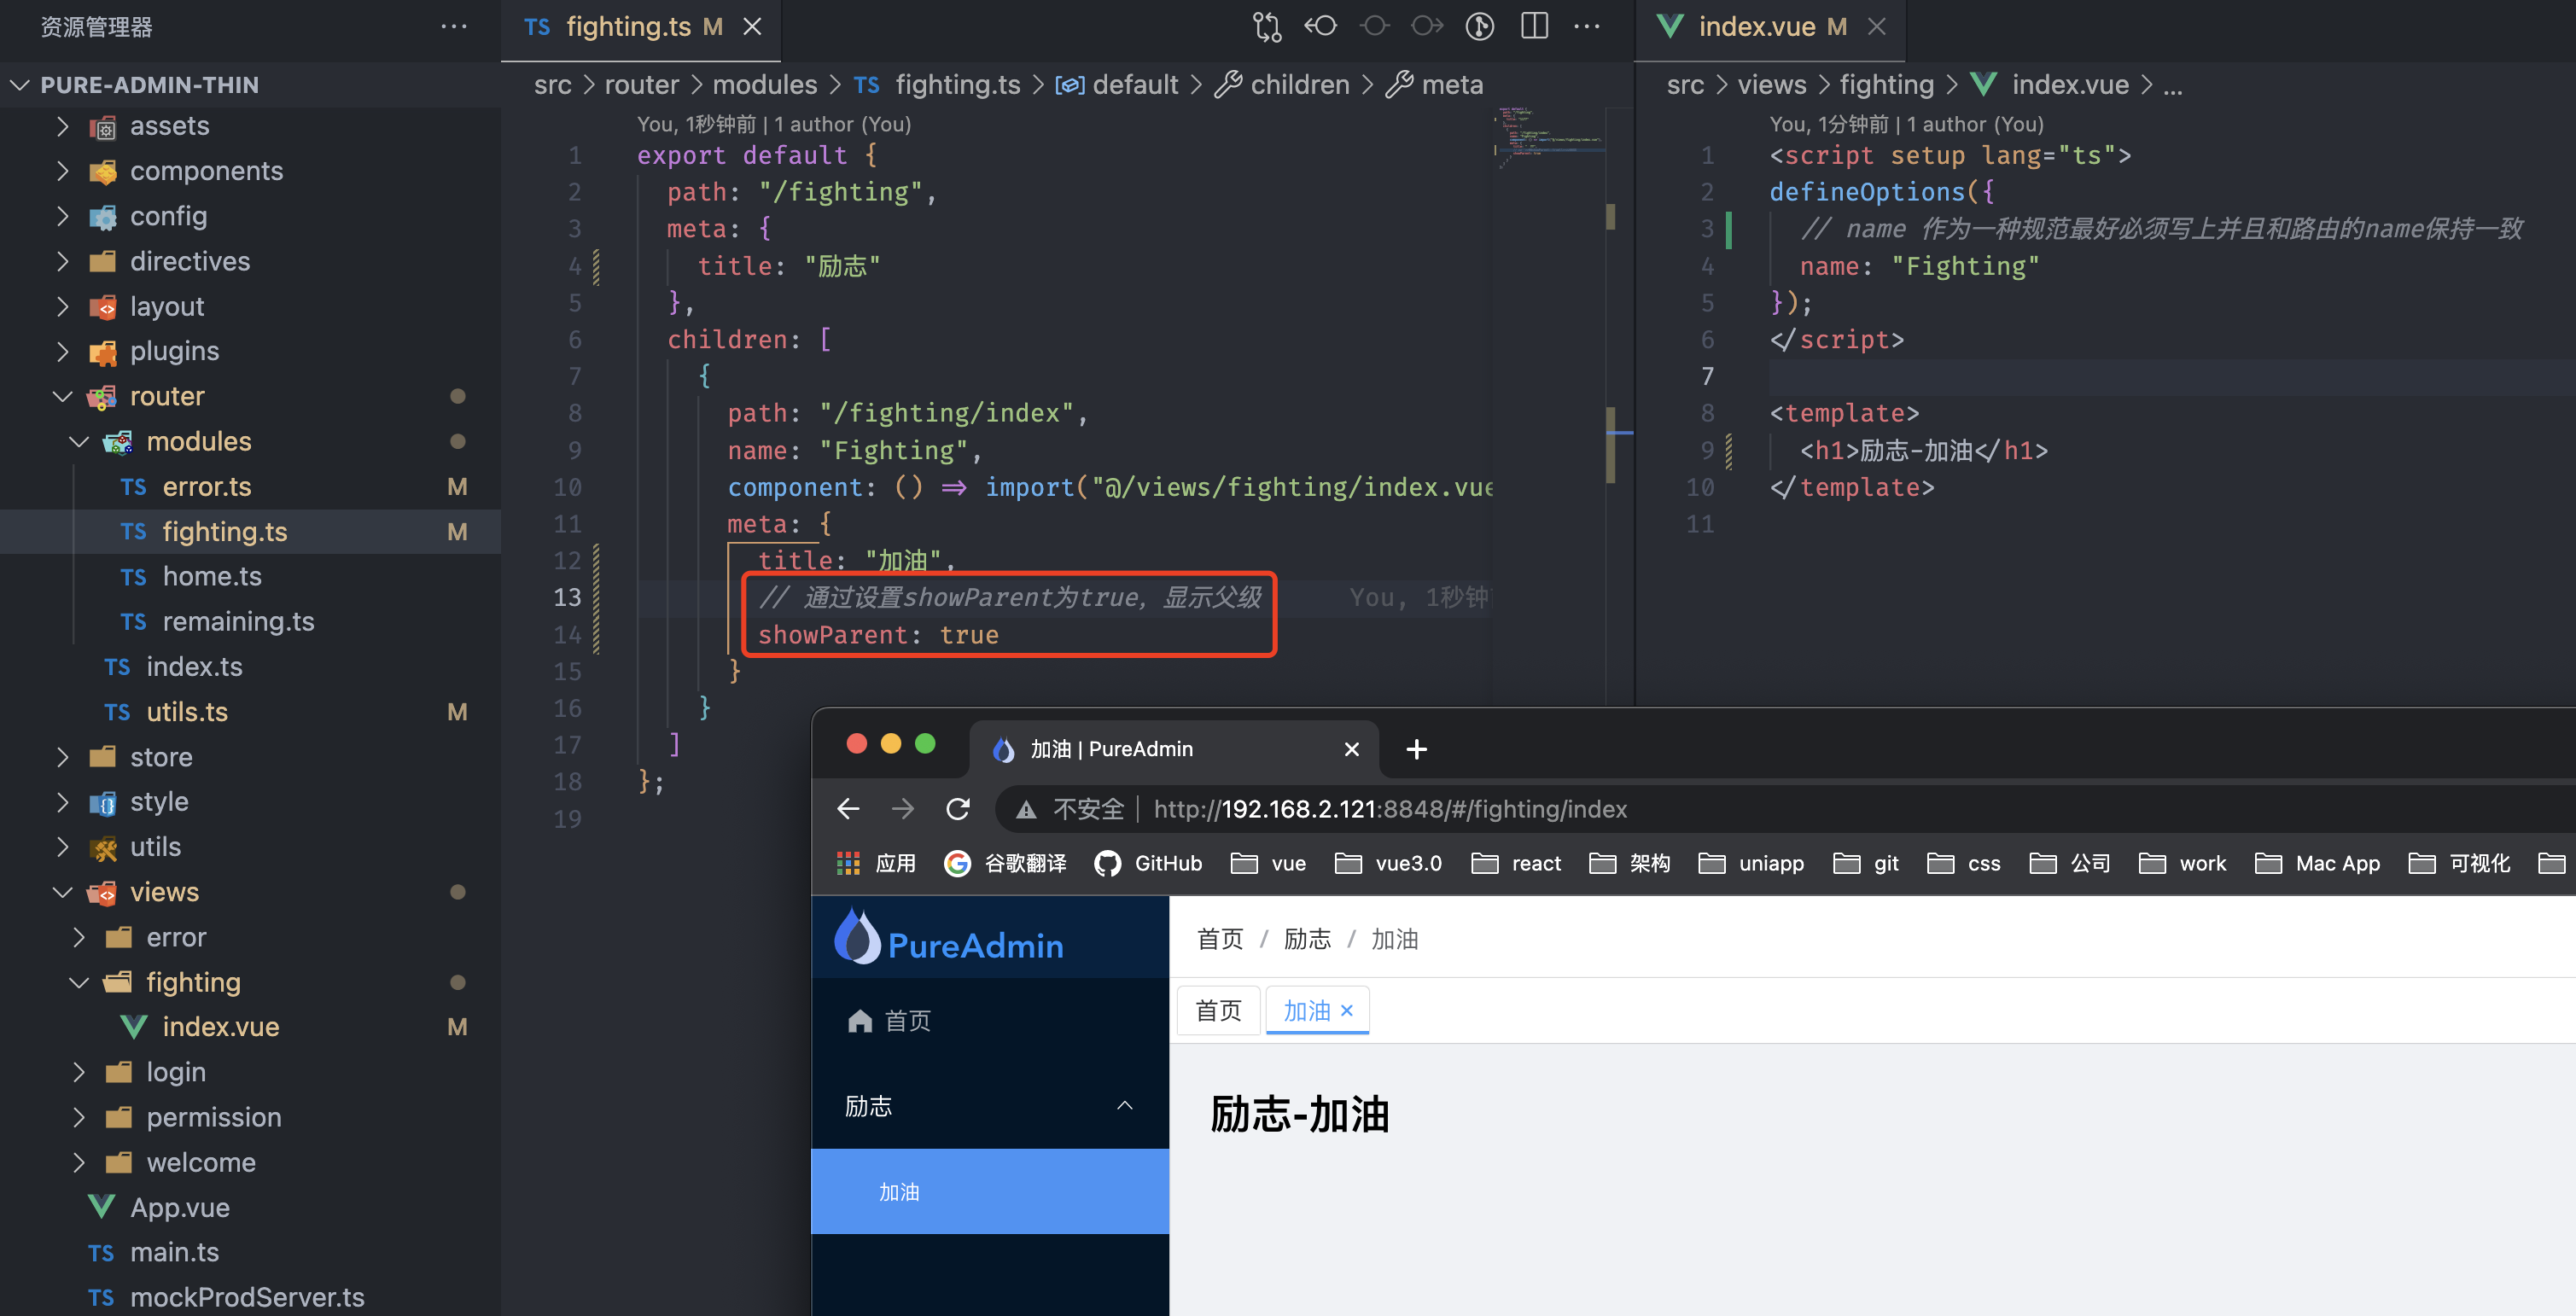 资源管理器
PURE-ADMIN-THIN
assets
components
config
directives
layout
plugins
router
modules
TS error.ts M
TS fighting.ts M
TS home.ts
TS remaining.ts
TS index.ts
TS utils.ts M
store
style
utils
views
error
fighting
index.vue M
login
permission
welcome
App.vue
TS main.ts
TS mockProdServer.ts
TS fighting.ts M
src > router > modules > TS fighting.ts > default > children > meta
You, 1秒钟前 | 1 author (You)
1 export default {
2 path: "/fighting",
3 meta: {
4 title: "励志"
5 },
6 children: [
7 {
8 path: "/fighting/index",
9 name: "Fighting",
10 component: () => import("@/views/fighting/index.vue
11 meta: {
12 title: "加油",
13 // 通过设置showParent为true，显示父级 You, 1秒钟
14 showParent: true
15 }
16 }
17 ]
18 };
19
index.vue M
src > views > fighting > index.vue > ...
You, 1分钟前 | 1 author (You)
1 <script setup lang="ts">
2 defineOptions({
3 // name 作为一种规范最好必须写上并且和路由的name保持一致
4 name: "Fighting"
5 });
6 </script>
7
8 <template>
9 <h1>励志-加油</h1>
10 </template>
11
加油 | PureAdmin
不安全 | http://192.168.2.121:8848/#/fighting/index
应用 谷歌翻译 GitHub vue vue3.0 react 架构 uniapp git css 公司 work Mac App 可视化
PureAdmin
首页
励志
加油
首页 / 励志 / 加油
首页 加油
励志-加油